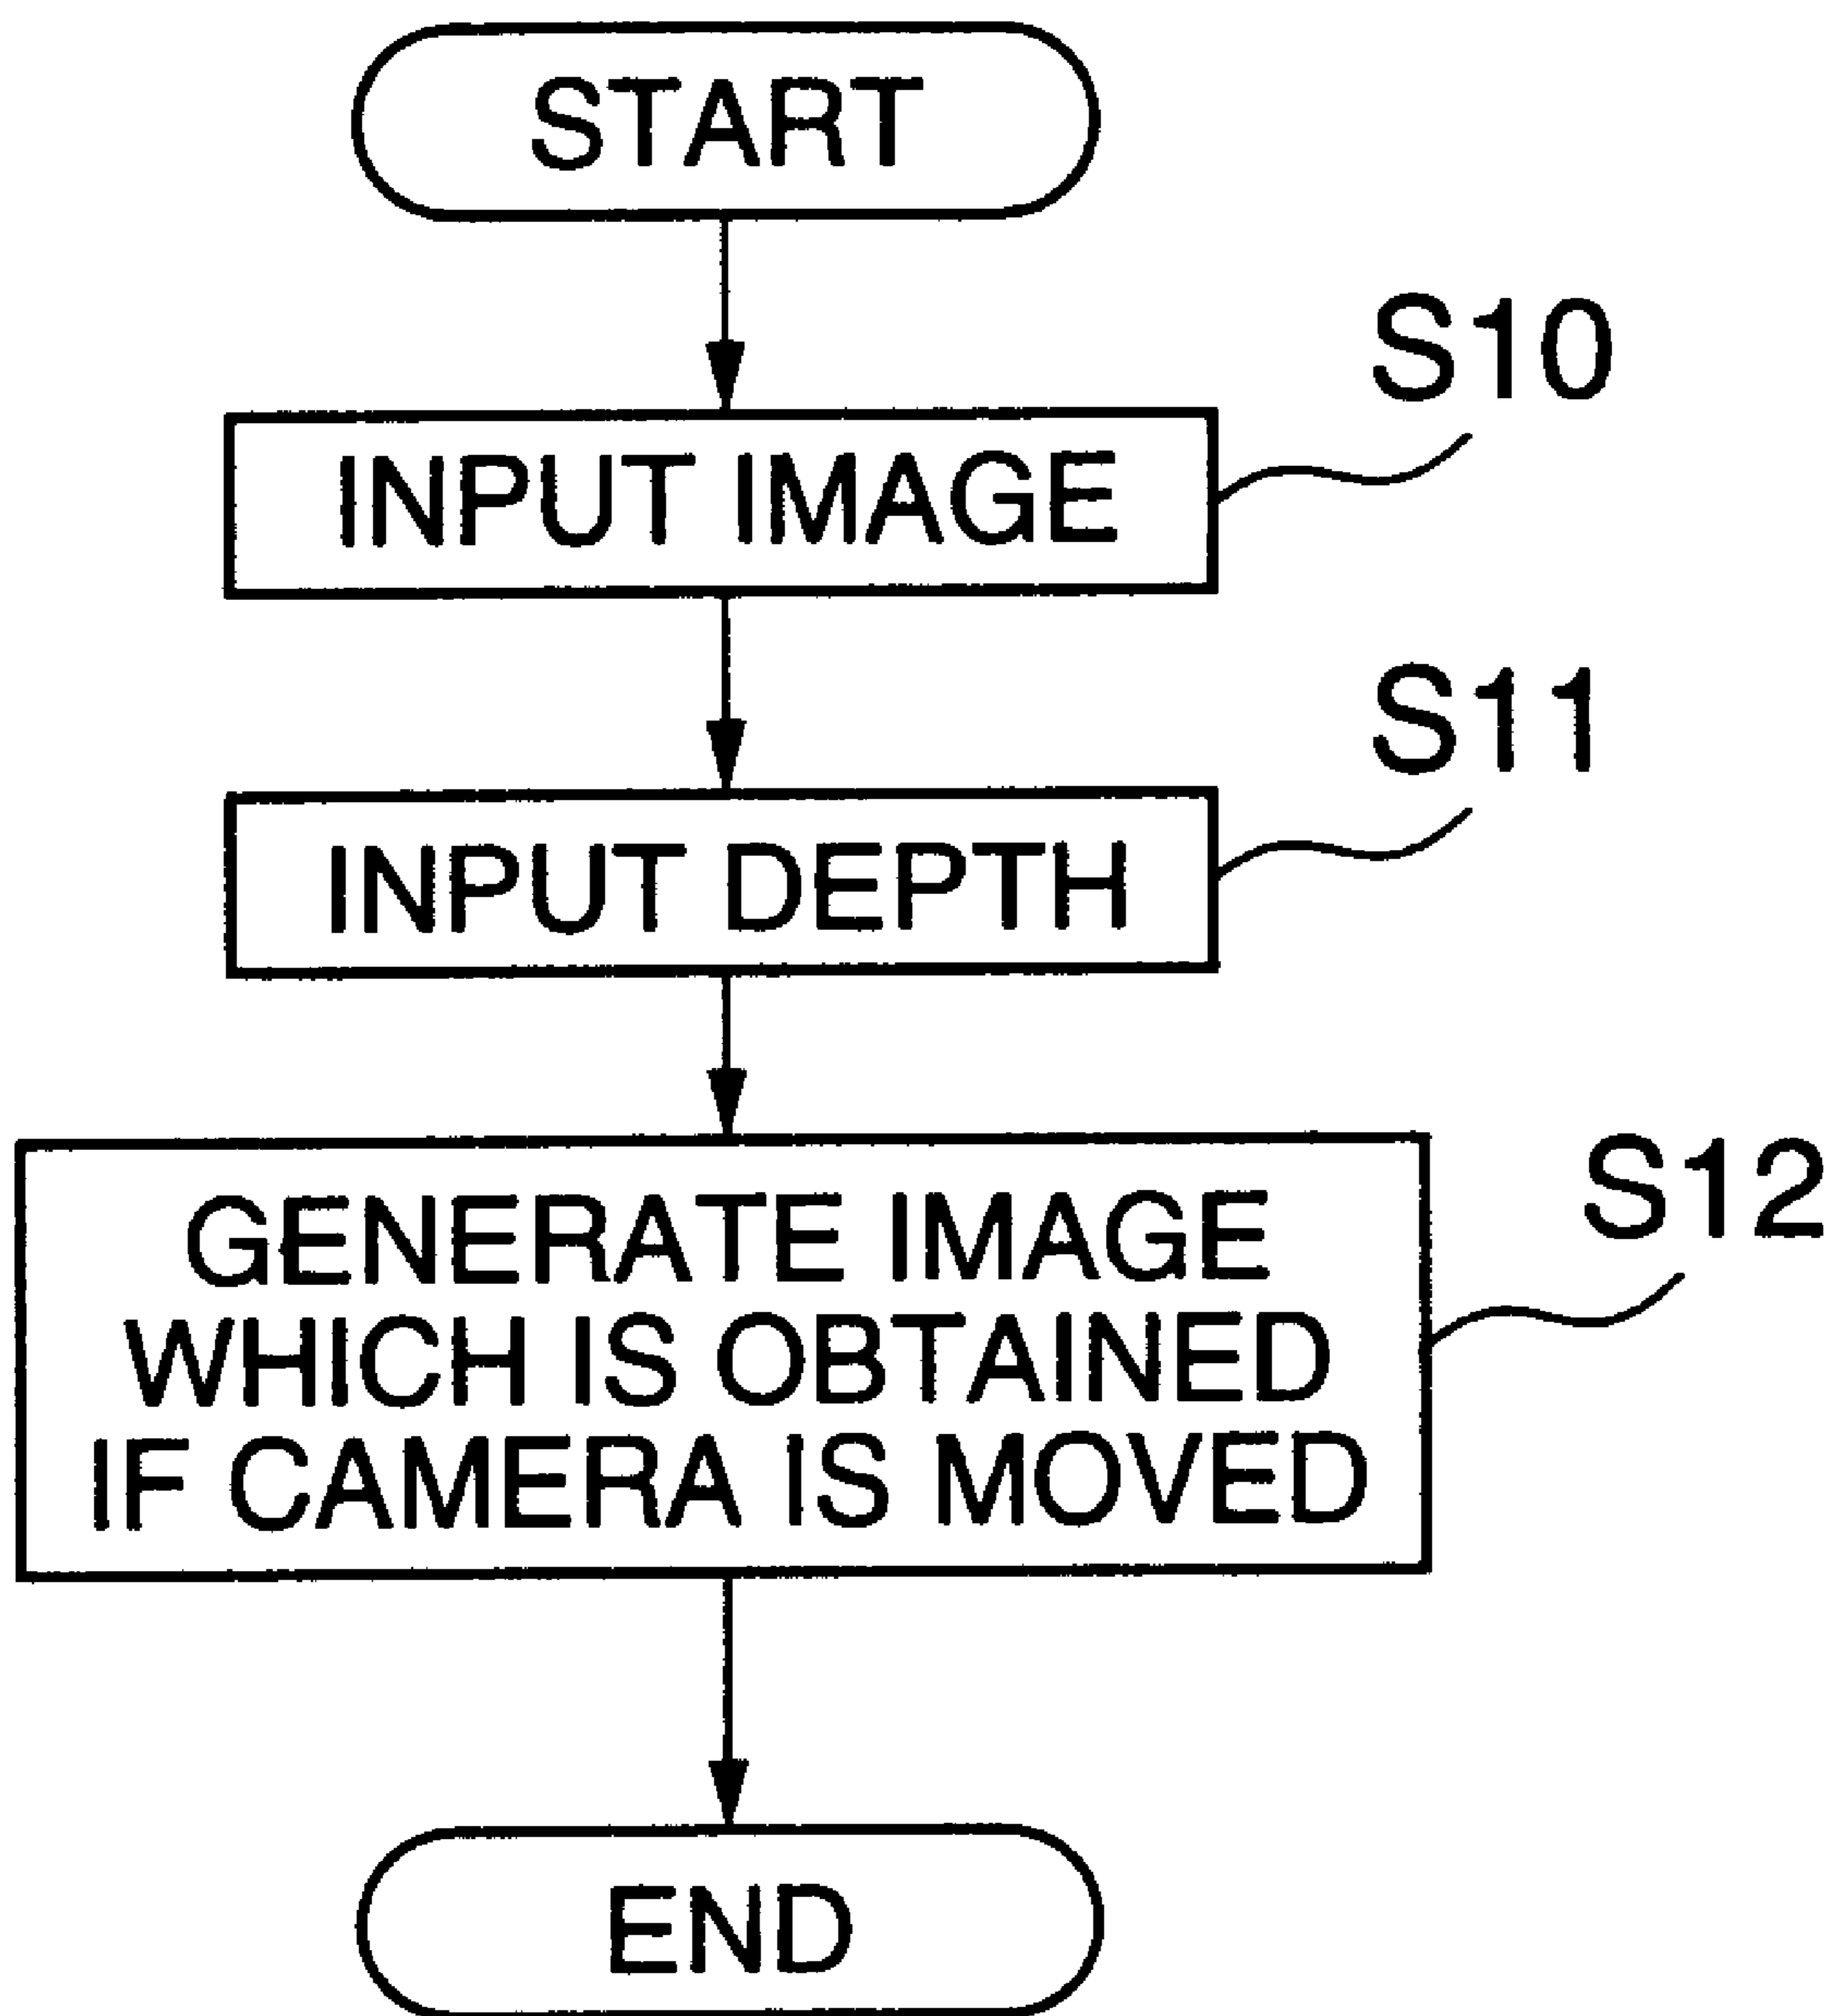 START
S10
INPUT IMAGE
S11
INPUT DEPTH
S12
GENERATE IMAGE
WHICH IS OBTAINED
IF CAMERA IS MOVED
END